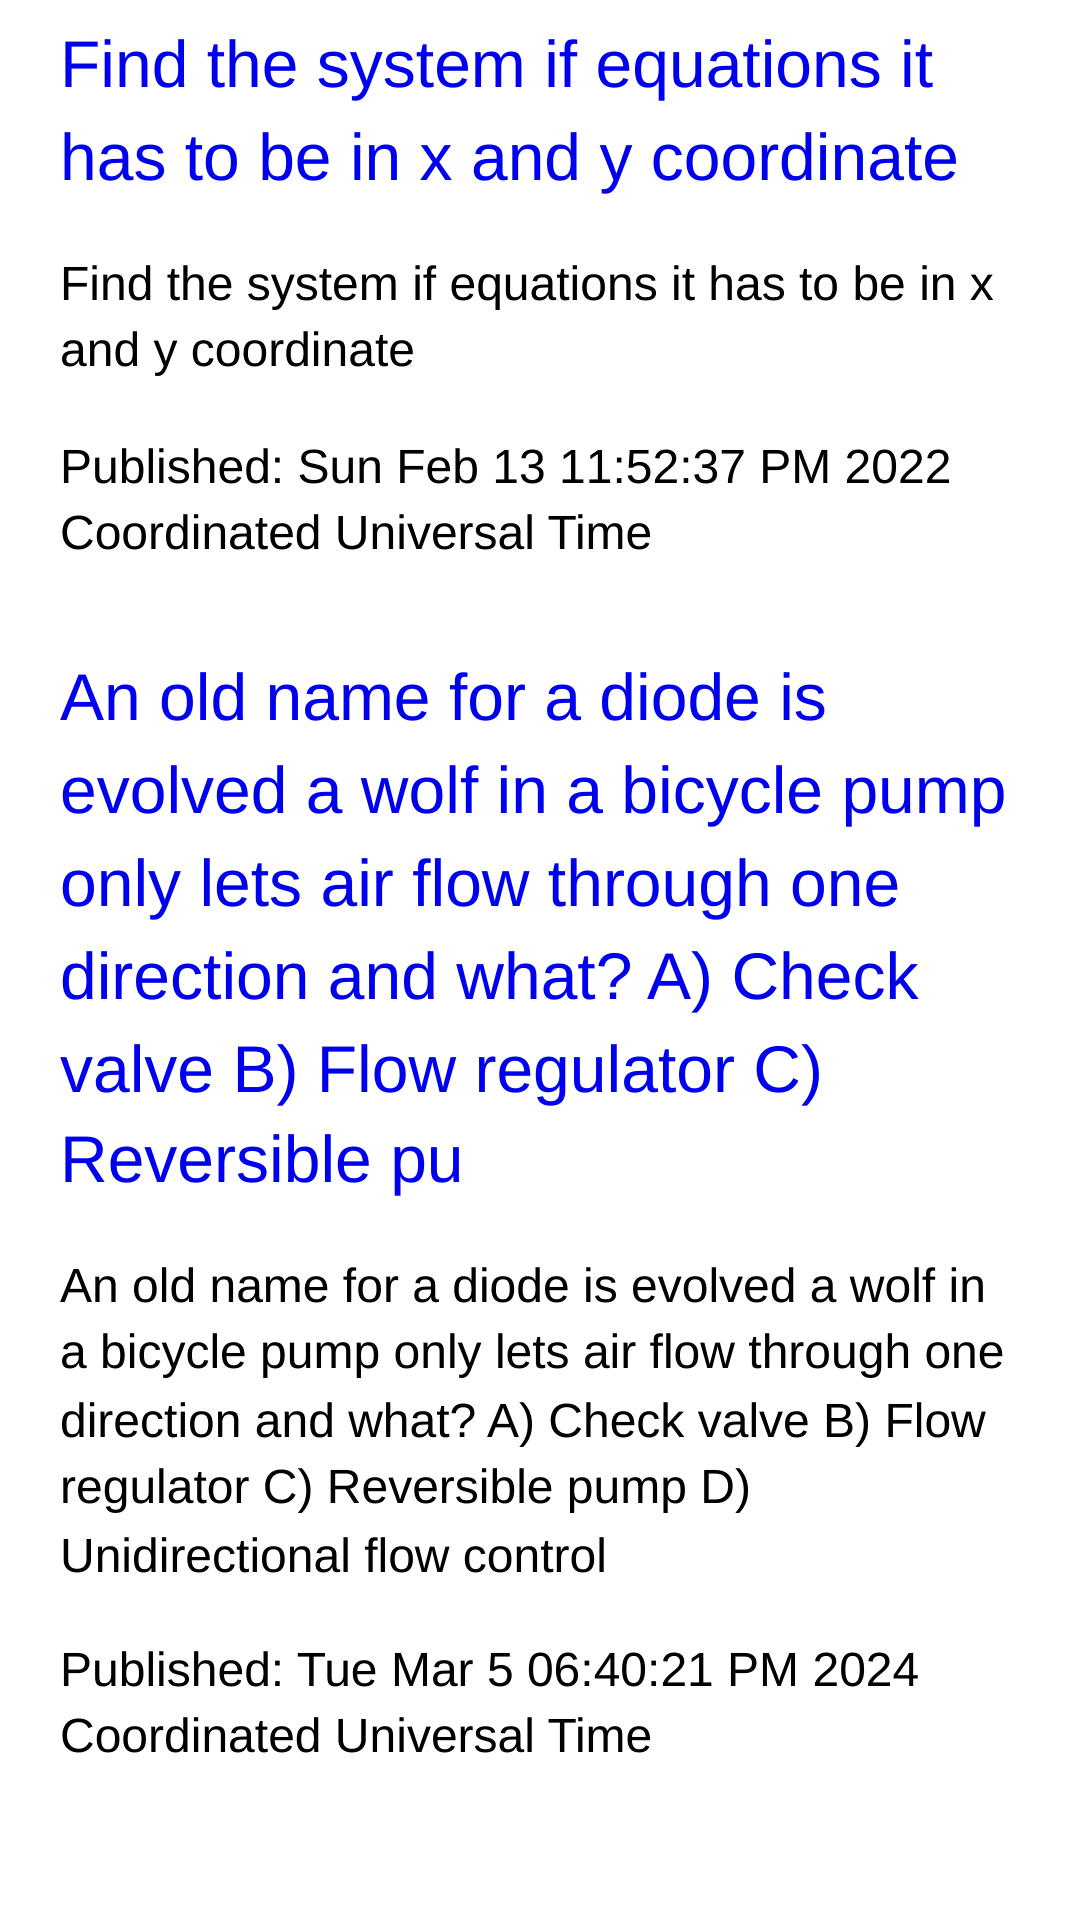 Find the system if equations it
has to be in x and y coordinate
Find the system if equations it has to be in x
and y coordinate
Published: Sun Feb 13 11:52:37 PM 2022
Coordinated Universal Time
An old name for a diode is
evolved a wolf in a bicycle pump
only lets air flow through one
direction and what? A) Check
valve B) Flow regulator C)
Reversible pu
An old name for a diode is evolved a wolf in
a bicycle pump only lets air flow through one
direction and what? A) Check valve B) Flow
regulator C) Reversible pump D)
Unidirectional flow control
Published: Tue Mar 5 06:40:21 PM 2024
Coordinated Universal Time